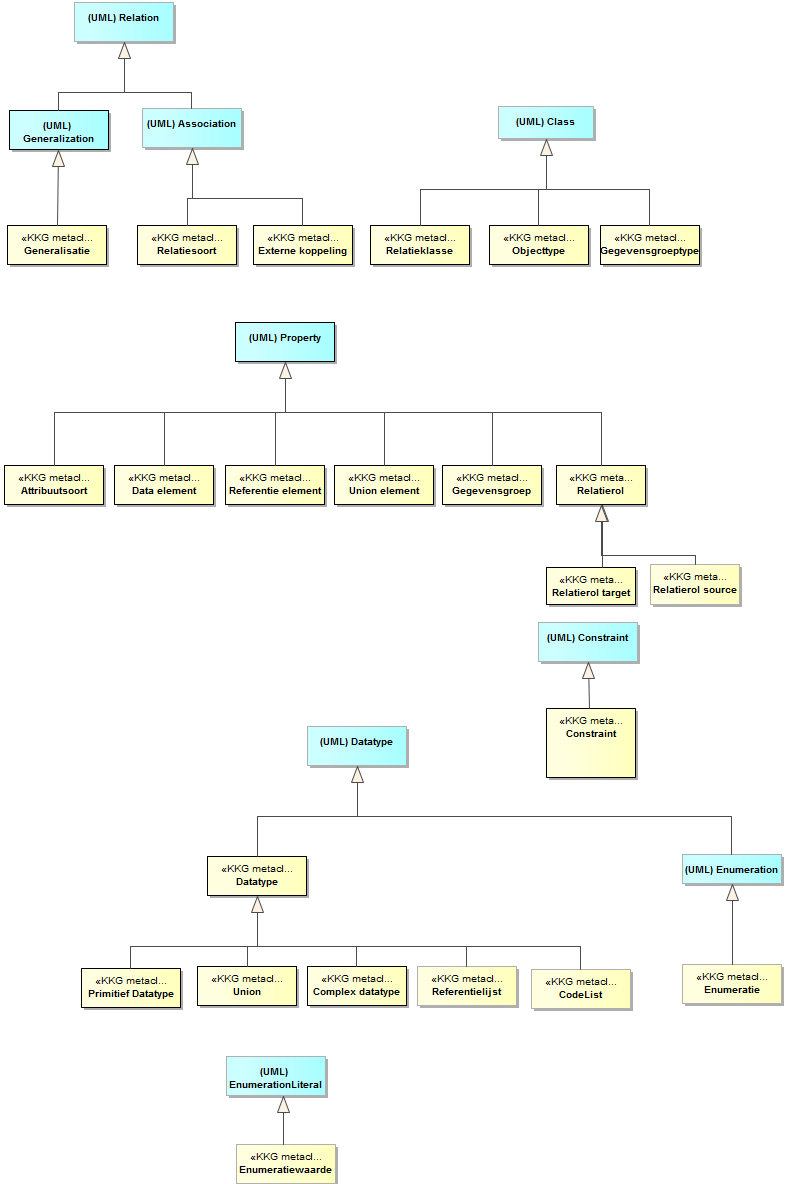 (UML) Relation
(UML)
Generalization
(UML) Association
(UML) Class
«KKG metacl...
Generalisatie
«KKG metacl...
Relatiesoort
«KKG metacl...
Externe koppeling
«KKG metacl...
Relatieklasse
«KKG metacl...
Objecttype
«KKG metacl...
Gegevensgroeptype
(UML) Property
«KKG metacl...
Attribuutsoort
«KKG metacl...
Data element
«KKG metacl...
Referentie element
«KKG metacl...
Union element
«KKG metacl...
Gegevensgroep
«KKG meta...
Relatierol
«KKG meta...
Relatierol target
«KKG meta...
Relatierol source
(UML) Constraint
«KKG meta...
Constraint
(UML) Datatype
«KKG metacl...
Datatype
(UML) Enumeration
«KKG metacl...
Primitief Datatype
«KKG metacl...
Union
«KKG metacl...
Complex datatype
«KKG metacl...
Referentielijst
«KKG metacl...
CodeList
«KKG metacl...
Enumeratie
(UML)
EnumerationLiteral
«KKG metacl...
Enumeratiewaarde